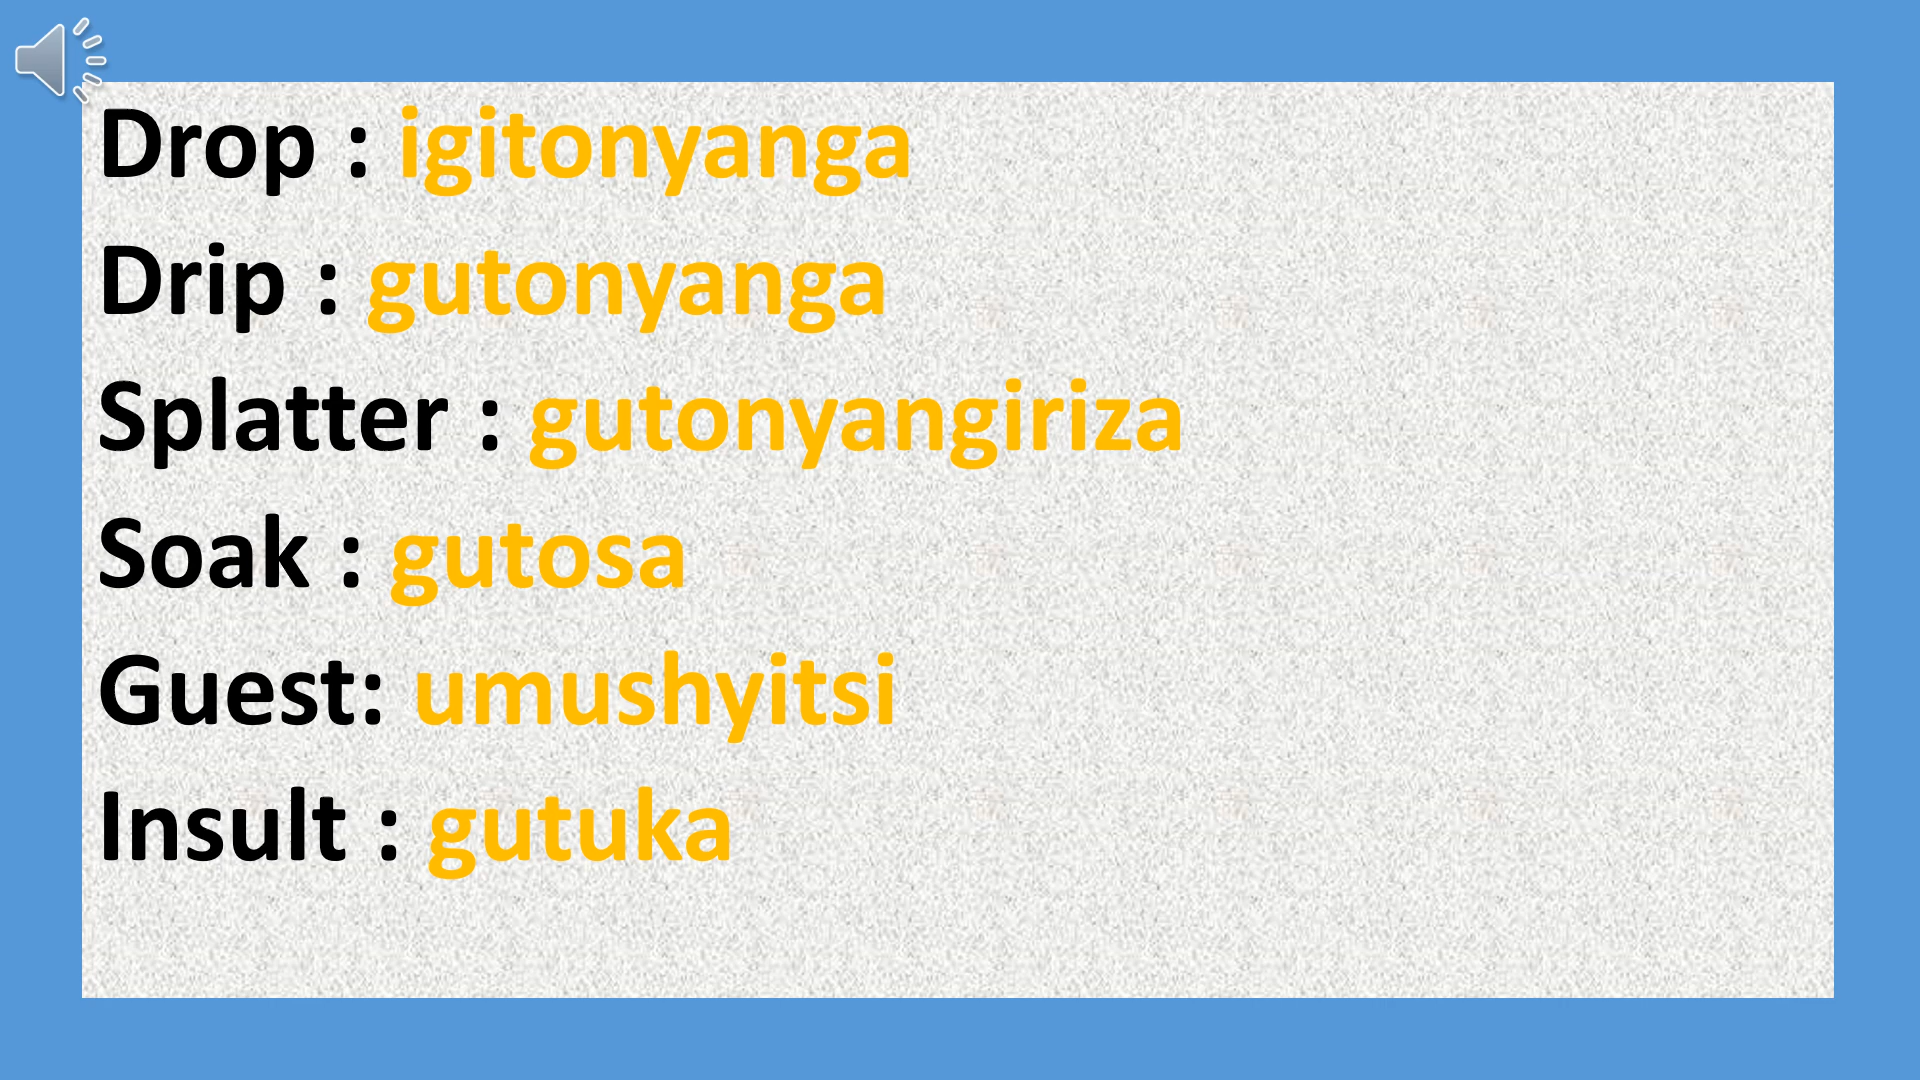 Drop : igitonyanga
Drip : gutonyanga
Splatter : gutonyangiriza
Soak : gutosa
Guest: umushyitsi
Insult : gutuka